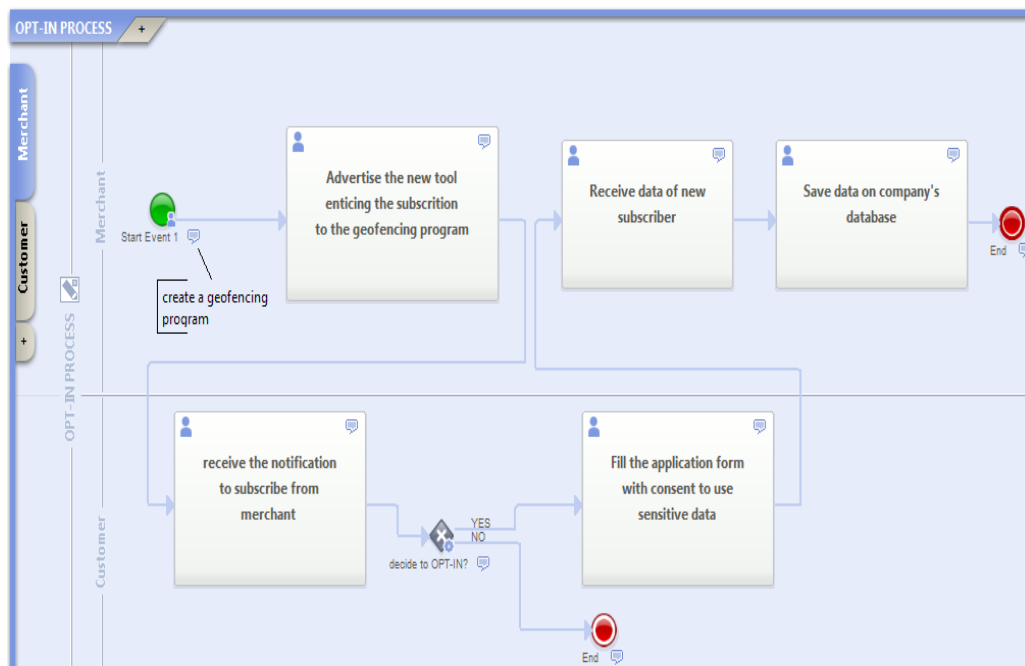 OPT-IN PROCESS
+
Merchant
Customer
+
OPT-IN PROCESS
Merchant
Customer
Start Event 1
create a geofencing
program
Advertise the new tool
enticing the subscrition
to the geofencing program
Receive data of new
subscriber
Save data on company's
database
End
receive the notification
to subscribe from
merchant
decide to OPT-IN?
YES
NO
Fill the application form
with consent to use
sensitive data
End